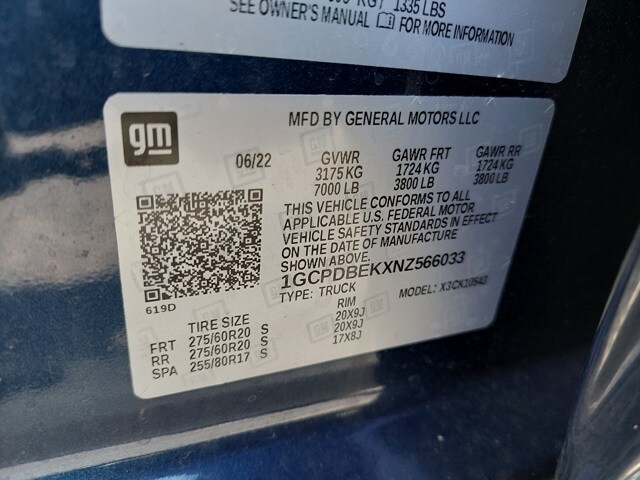 1335 LBS
SEE OWNER'S MANUAL FOR MORE INFORMATION
gm
MFD BY GENERAL MOTORS LLC
06/22 GVWR GAWR FRT GAWR RR
3175 KG 1724 KG 1724 KG
7000 LB 3800 LB 3800 LB
THIS VEHICLE CONFORMS TO ALL
APPLICABLE U.S. FEDERAL MOTOR
VEHICLE SAFETY STANDARDS IN EFFECT
ON THE DATE OF MANUFACTURE
SHOWN ABOVE.
1GCPDBEKXNZ566033
TYPE: TRUCK MODEL:
619D
TIRE SIZE RIM
FRT 275/60R20 S 20X9J
RR 275/60R20 S 20X9J
SPA 255/80R17 S 17X8J